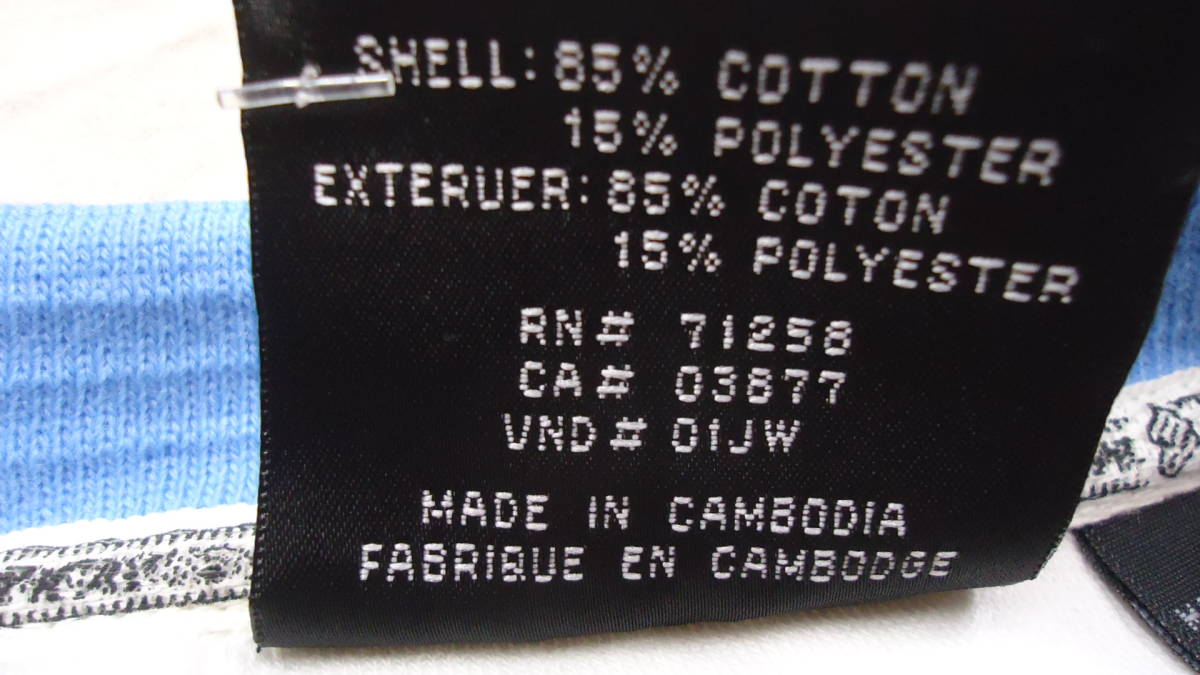 SHELL: 85% COTTON
15% POLYESTER
EXTERUER: 85% COTON
15% POLYESTER
RN# 71258
CA# 03877
VND# 01JW
MADE IN CAMBODIA
FABRIQUE EN CAMBODGE